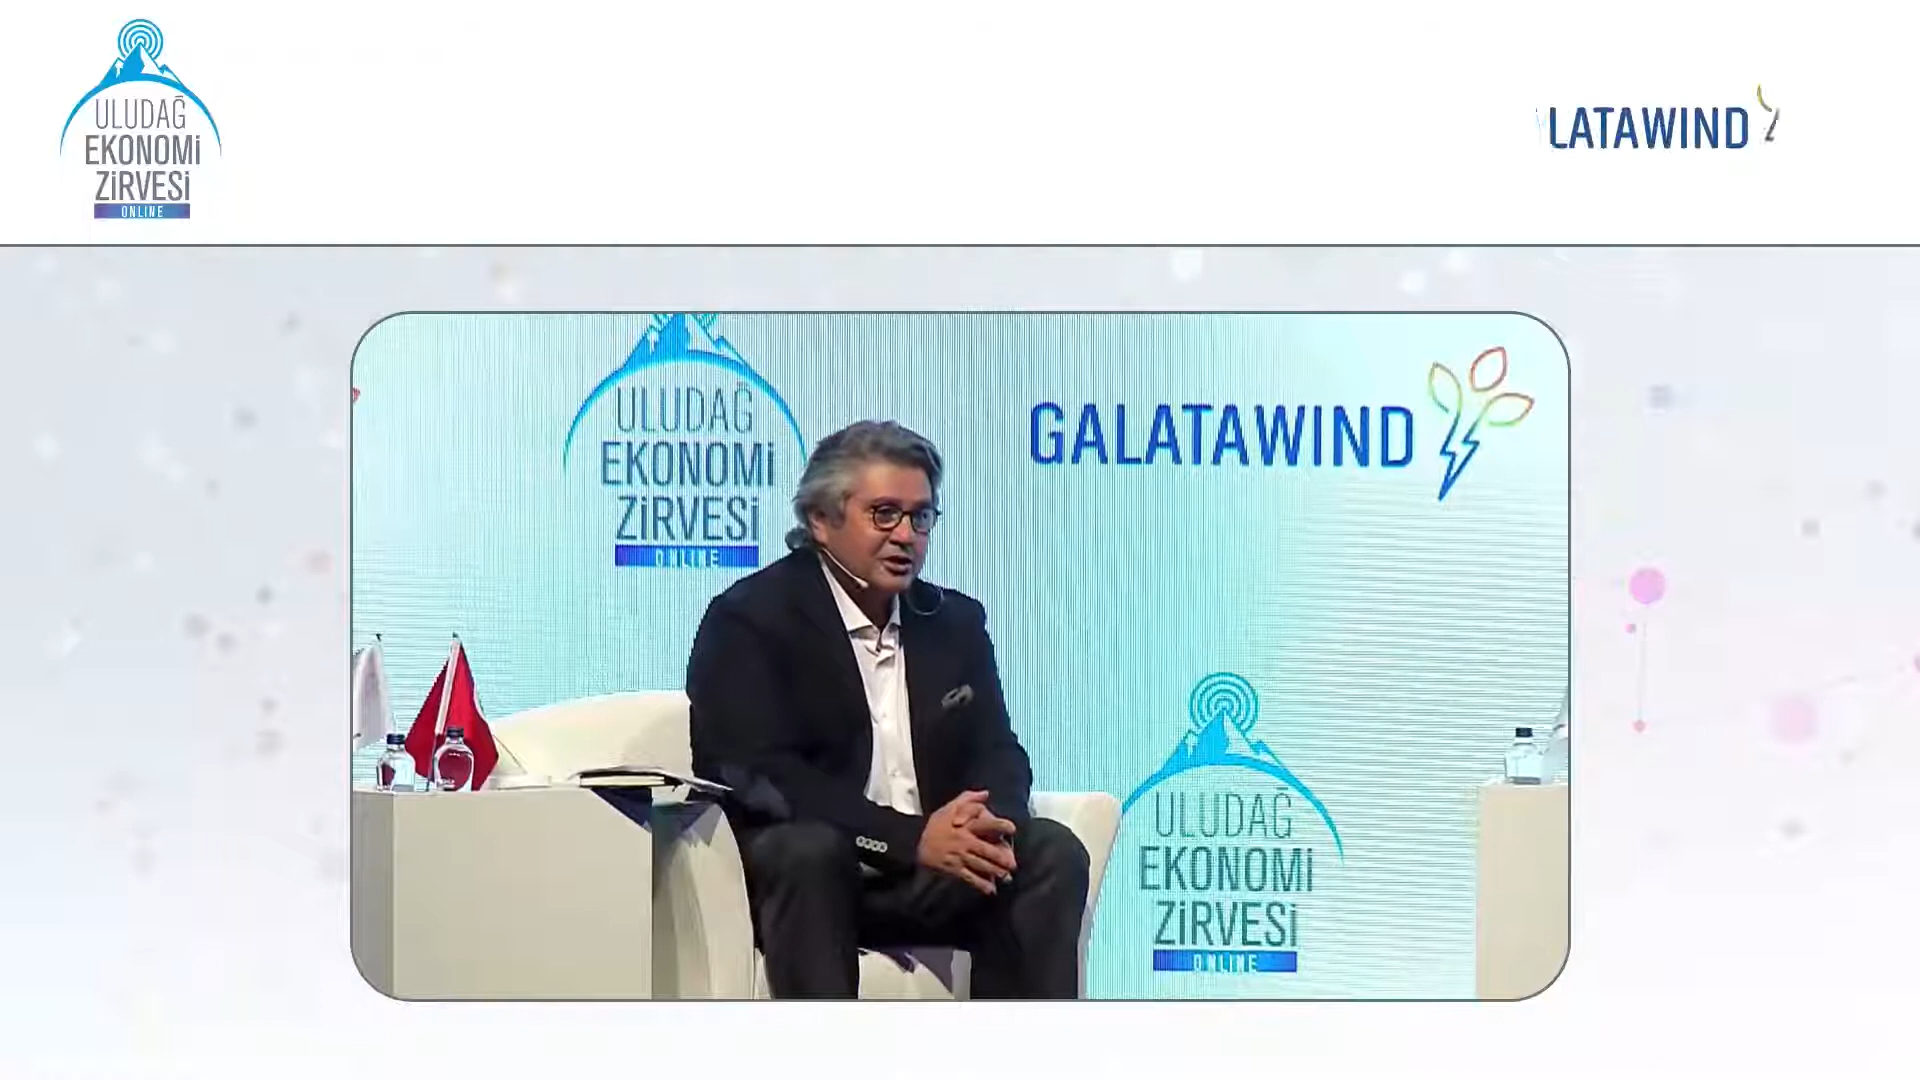 ULUDAĞ
EKONOMİ
ZİRVESİ
ONLINE
LATAWIND
ULUDAĞ
EKONOMİ
ZİRVESİ
ONLINE
GALATAWIND
ULUDAĞ
EKONOMİ
ZİRVESİ
ONLINE